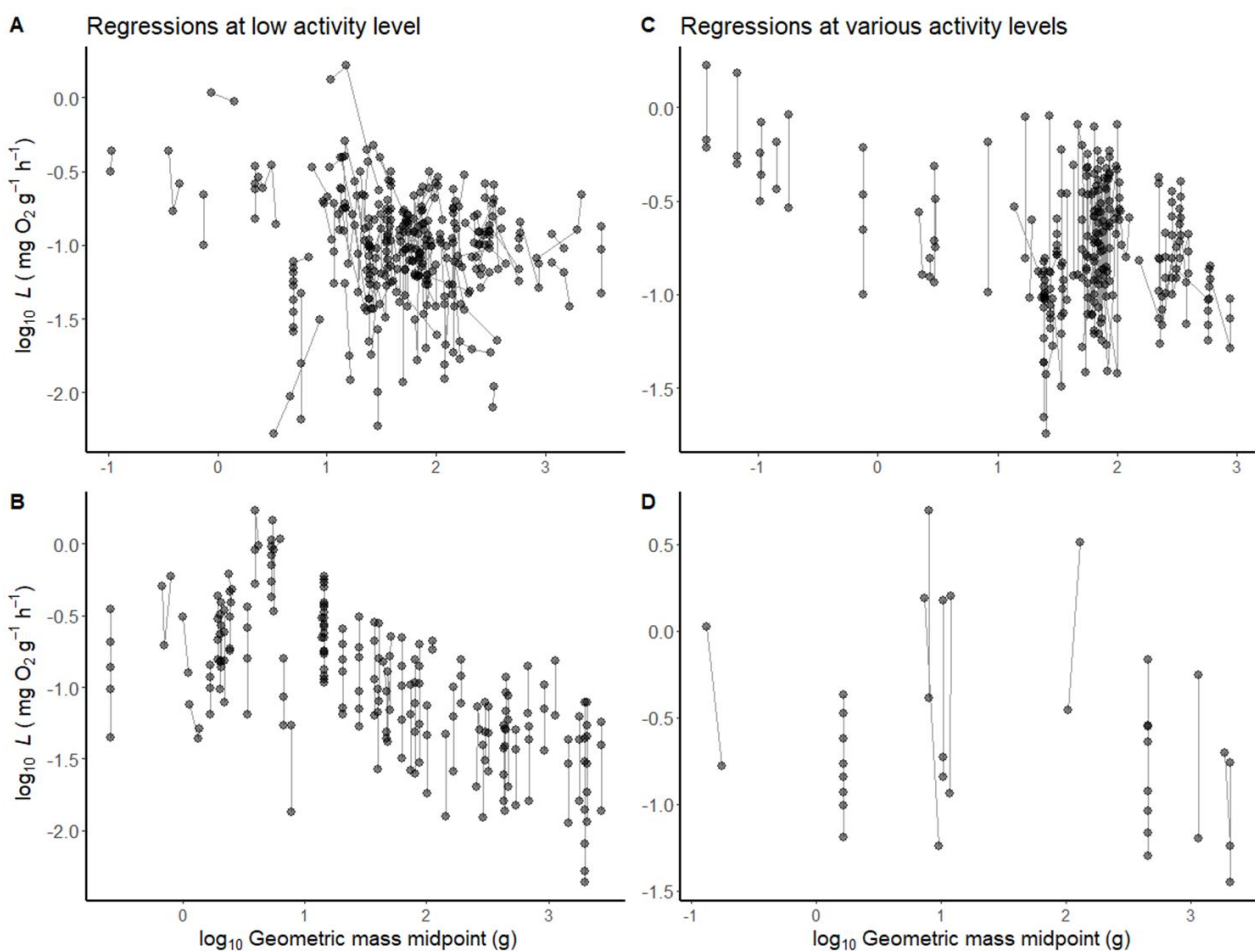 A Regressions at low activity level
0.0
-0.5
-1.0
-1.5
-2.0
log₁₀ L ( mg O₂ g⁻¹ h⁻¹ )
-1 0 1 2 3
C Regressions at various activity levels
0.0
-0.5
-1.0
-1.5
-1 0 1 2 3
B
0.0
-0.5
-1.0
-1.5
-2.0
log₁₀ L ( mg O₂ g⁻¹ h⁻¹ )
0 1 2 3
log₁₀ Geometric mass midpoint (g)
D
0.5
0.0
-0.5
-1.0
-1.5
-1 0 1 2 3
log₁₀ Geometric mass midpoint (g)